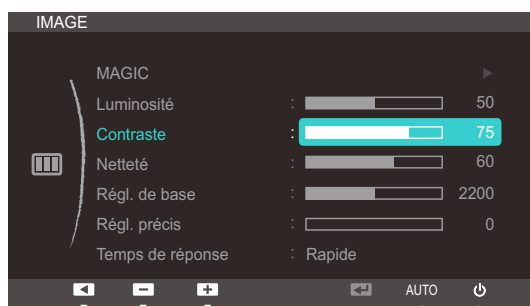 IMAGE
MAGIC
Luminosité : 50
Contraste : 75
Netteté : 60
Régl. de base : 2200
Régl. précis : 0
Temps de réponse : Rapide
AUTO